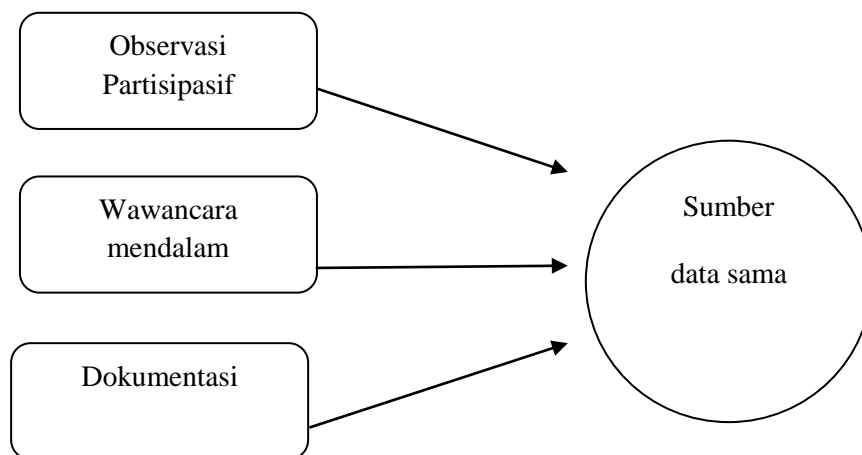 Observasi
Partisipasif
Wawancara
mendalam
Sumber
data sama
Dokumentasi